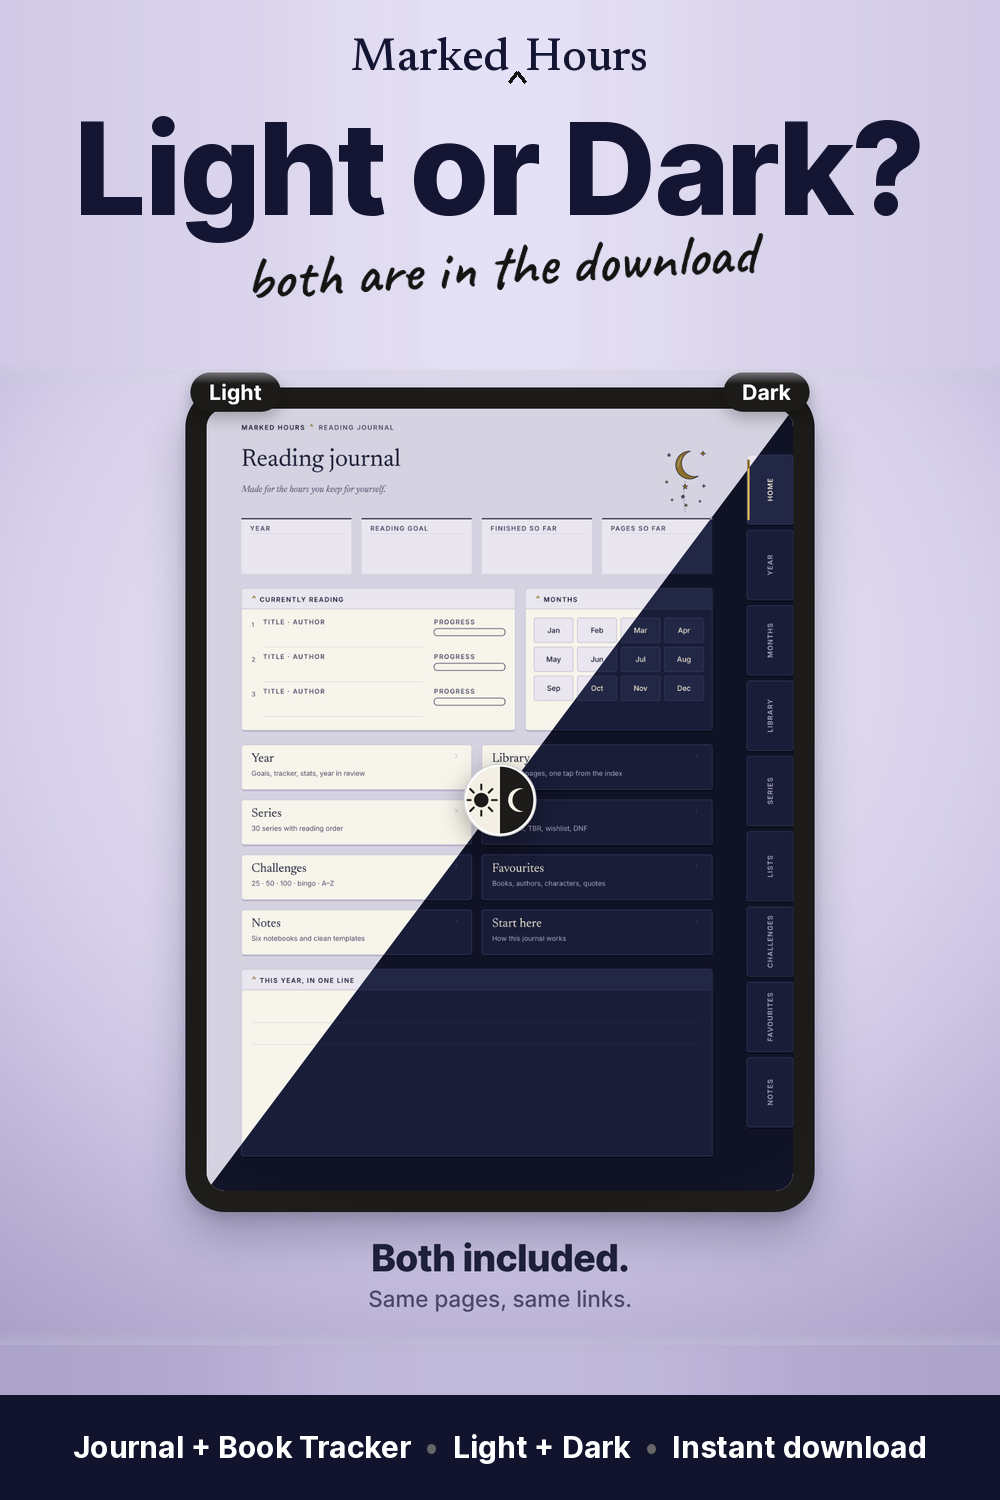 Marked ^ Hours
Light or Dark?
both are in the download
Light
Dark
MARKED HOURS ^ READING JOURNAL
Reading journal
Made for the hours you keep for yourself.
YEAR
READING GOAL
FINISHED SO FAR
PAGES SO FAR
^ CURRENTLY READING
1 TITLE · AUTHOR PROGRESS
2 TITLE · AUTHOR PROGRESS
3 TITLE · AUTHOR PROGRESS
^ MONTHS
Jan Feb Mar Apr
May Jun Jul Aug
Sep Oct Nov Dec
Year
Goals, tracker, stats, year in review
Library
pages, one tap from the index
Series
30 series with reading order
TBR, wishlist, DNF
Challenges
25 · 50 · 100 · bingo · A–Z
Favourites
Books, authors, characters, quotes
Notes
Six notebooks and clean templates
Start here
How this journal works
^ THIS YEAR, IN ONE LINE
HOME
YEAR
MONTHS
LIBRARY
SERIES
LISTS
CHALLENGES
FAVOURITES
NOTES
Both included.
Same pages, same links.
Journal + Book Tracker • Light + Dark • Instant download